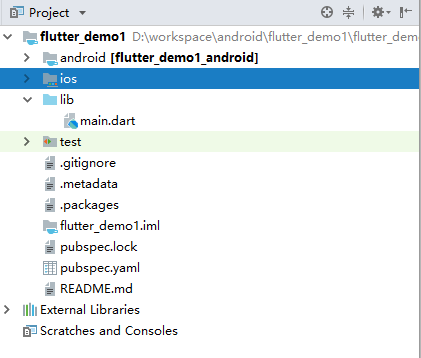 Project
flutter_demo1 D:\workspace\android\flutter_demo1\flutter_demo
android [flutter_demo1_android]
ios
lib
main.dart
test
.gitignore
.metadata
.packages
flutter_demo1.iml
pubspec.lock
pubspec.yaml
README.md
External Libraries
Scratches and Consoles